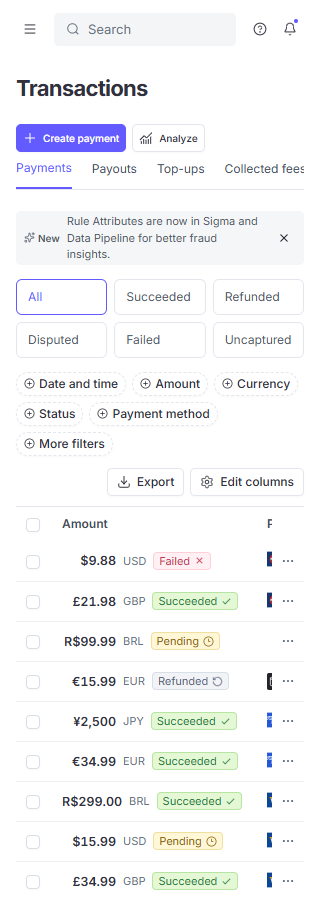 Search
Transactions
Create payment Analyze
Payments Payouts Top-ups Collected fees
New Rule Attributes are now in Sigma and
Data Pipeline for better fraud
insights.
All Succeeded Refunded
Disputed Failed Uncaptured
Date and time Amount Currency
Status Payment method
More filters
Export Edit columns
Amount
$9.88 USD Failed
£21.98 GBP Succeeded
R$99.99 BRL Pending
€15.99 EUR Refunded
¥2,500 JPY Succeeded
€34.99 EUR Succeeded
R$299.00 BRL Succeeded
$15.99 USD Pending
£34.99 GBP Succeeded